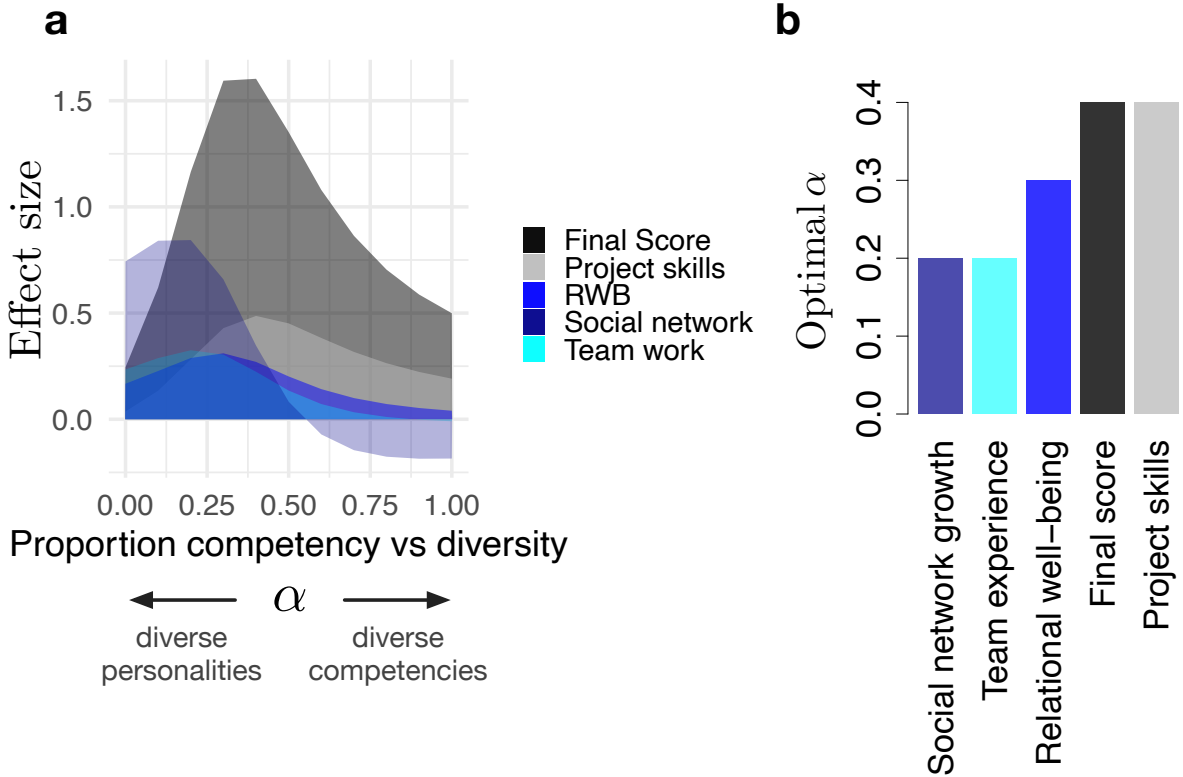 a
Effect size
1.5
1.0
0.5
0.0
0.00 0.25 0.50 0.75 1.00
Proportion competency vs diversity
α
diverse personalities
diverse competencies
Final Score
Project skills
RWB
Social network
Team work
b
Optimal α
0.4
0.3
0.2
0.1
0.0
Social network growth
Team experience
Relational well–being
Final score
Project skills